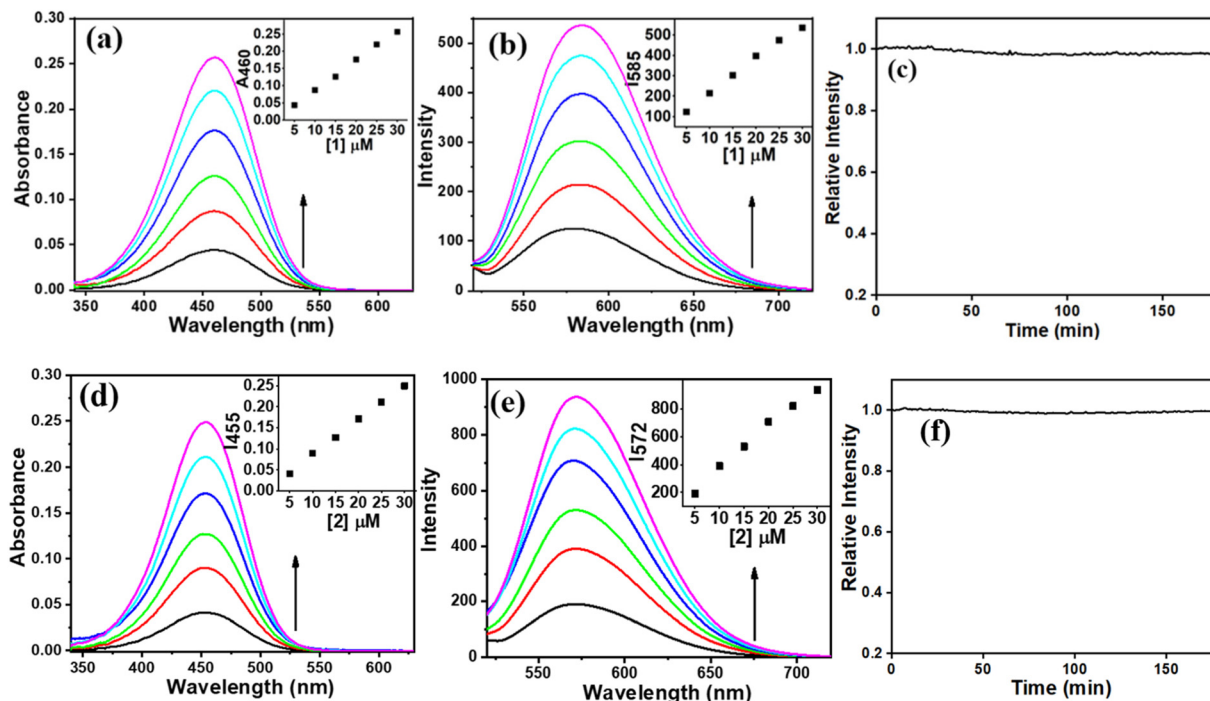 (a)
Absorbance
0.30
0.25
0.20
0.15
0.10
0.05
0.00
350 400 450 500 550 600
Wavelength (nm)
A460
0.25
0.20
0.15
0.10
0.05
0.00
5 10 15 20 25 30
[1] μM
(b)
Intensity
500
400
300
200
100
0
550 600 650 700
Wavelength (nm)
I585
500
400
300
200
100
5 10 15 20 25 30
[1] μM
(c)
Relative Intensity
1.0
0.8
0.6
0.4
0.2
0 50 100 150
Time (min)
(d)
Absorbance
0.30
0.25
0.20
0.15
0.10
0.05
0.00
350 400 450 500 550 600
Wavelength (nm)
I455
0.25
0.20
0.15
0.10
0.05
0.00
5 10 15 20 25 30
[2] μM
(e)
Intensity
1000
800
600
400
200
0
550 600 650 700
Wavelength (nm)
I572
800
600
400
200
5 10 15 20 25 30
[2] μM
(f)
Relative Intensity
1.0
0.8
0.6
0.4
0.2
0 50 100 150
Time (min)